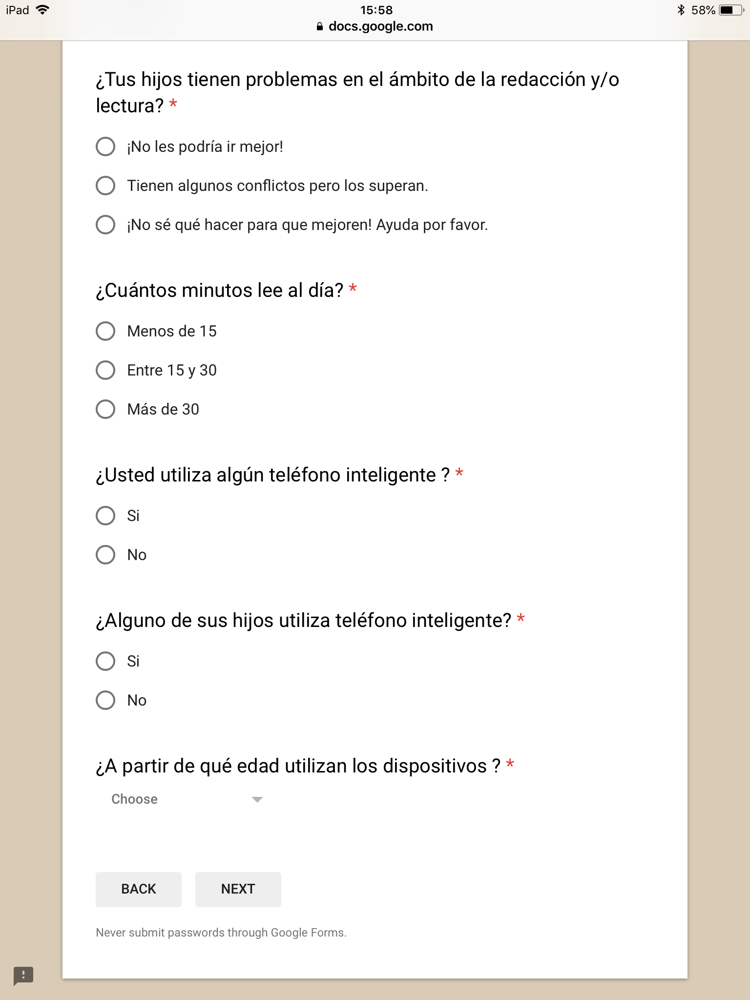 iPad 15:58 58%
docs.google.com
¿Tus hijos tienen problemas en el ámbito de la redacción y/o
lectura? *
¡No les podría ir mejor!
Tienen algunos conflictos pero los superan.
¡No sé qué hacer para que mejoren! Ayuda por favor.
¿Cuántos minutos lee al día? *
Menos de 15
Entre 15 y 30
Más de 30
¿Usted utiliza algún teléfono inteligente ? *
Si
No
¿Alguno de sus hijos utiliza teléfono inteligente? *
Si
No
¿A partir de qué edad utilizan los dispositivos ? *
Choose
BACK NEXT
Never submit passwords through Google Forms.